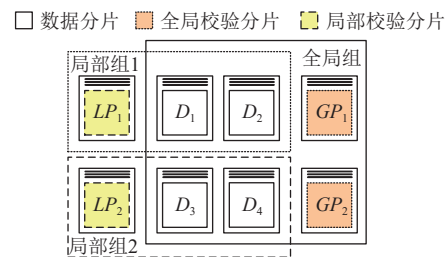 数据分片 全局校验分片 局部校验分片
局部组1 全局组
LP1 D1 D2 GP1
LP2 D3 D4 GP2
局部组2